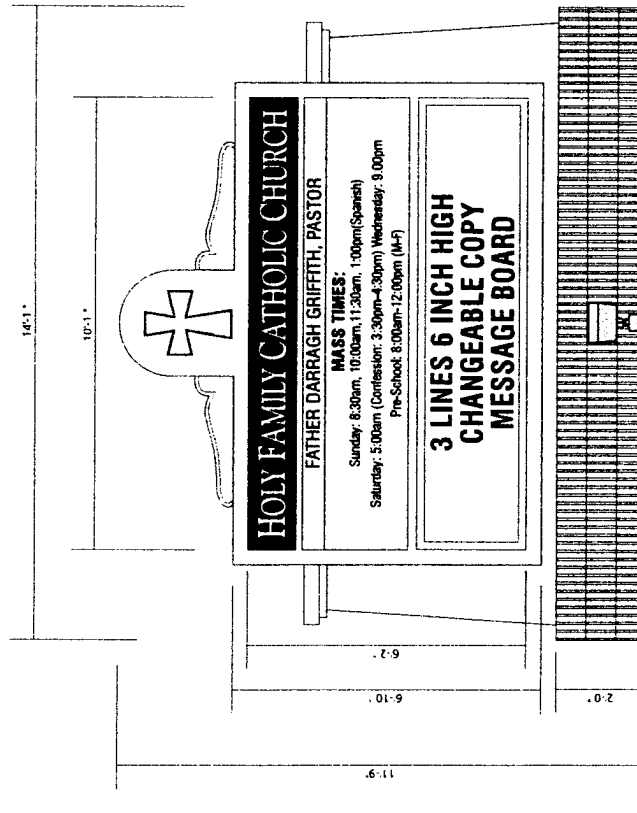 14'-1"
10'-1"
HOLY FAMILY CATHOLIC CHURCH
FATHER DARRAGH GRIFFITH, PASTOR
MASS TIMES:
Sunday: 8:30am, 10:00am, 11:30am, 1:00pm(Spanish)
Saturday: 5:00am (Confession: 3:30pm-4:30pm) Wednesday: 9.00pm
Pre-School: 8:00am-12:00pm (M-F)
3 LINES 6 INCH HIGH
CHANGEABLE COPY
MESSAGE BOARD
6'-2"
6'-10"
2'-0"
11'-9"